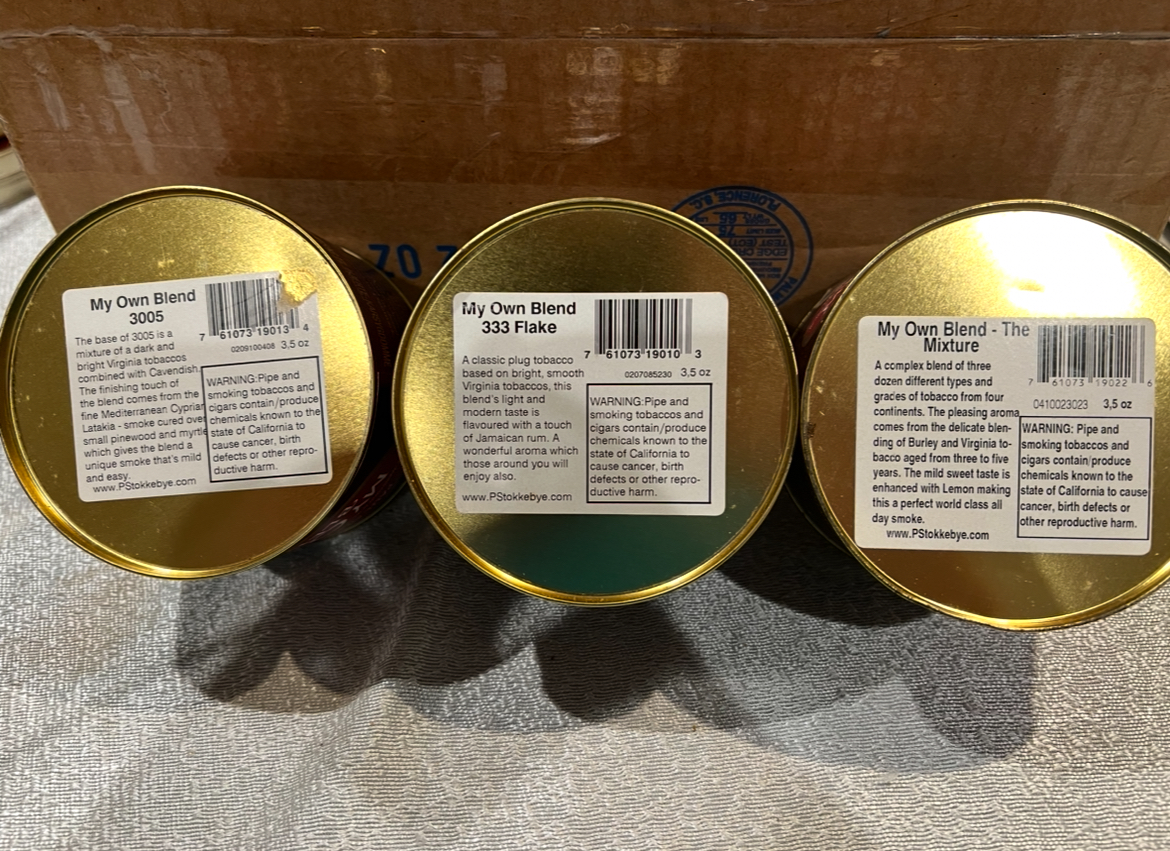 My Own Blend
3005
The base of 3005 is a
mixture of a dark and
bright Virginia tobaccos
combined with Cavendish.
The finishing touch of
the blend comes from the
fine Mediterranean Cyprian
Latakia - smoke cured over
small pinewood and myrtle
which gives the blend a
unique smoke that's mild
and easy.
www.PStokkebye.com
7 61073 19013 4
0209100408 3,5 oz
WARNING:Pipe and
smoking tobaccos and
cigars contain/produce
chemicals known to the
state of California to
cause cancer, birth
defects or other repro-
ductive harm.
My Own Blend
333 Flake
A classic plug tobacco
based on bright, smooth
Virginia tobaccos, this
blend's light and
modern taste is
flavoured with a touch
of Jamaican rum. A
wonderful aroma which
those around you will
enjoy also.
www.PStokkebye.com
7 61073 19010 3
0207085230 3,5 oz
WARNING:Pipe and
smoking tobaccos and
cigars contain/produce
chemicals known to the
state of California to
cause cancer, birth
defects or other repro-
ductive harm.
My Own Blend - The
Mixture
A complex blend of three
dozen different types and
grades of tobacco from four
continents. The pleasing aroma
comes from the delicate blen-
ding of Burley and Virginia to-
bacco aged from three to five
years. The mild sweet taste is
enhanced with Lemon making
this a perfect world class all
day smoke.
www.PStokkebye.com
7 61073 19022 6
0410023023 3,5 oz
WARNING: Pipe and
smoking tobaccos and
cigars contain/produce
chemicals known to the
state of California to cause
cancer, birth defects or
other reproductive harm.
FLORENCE, S.C.
EDGE CRUSH
TEST (ECT)
75
65
ZO